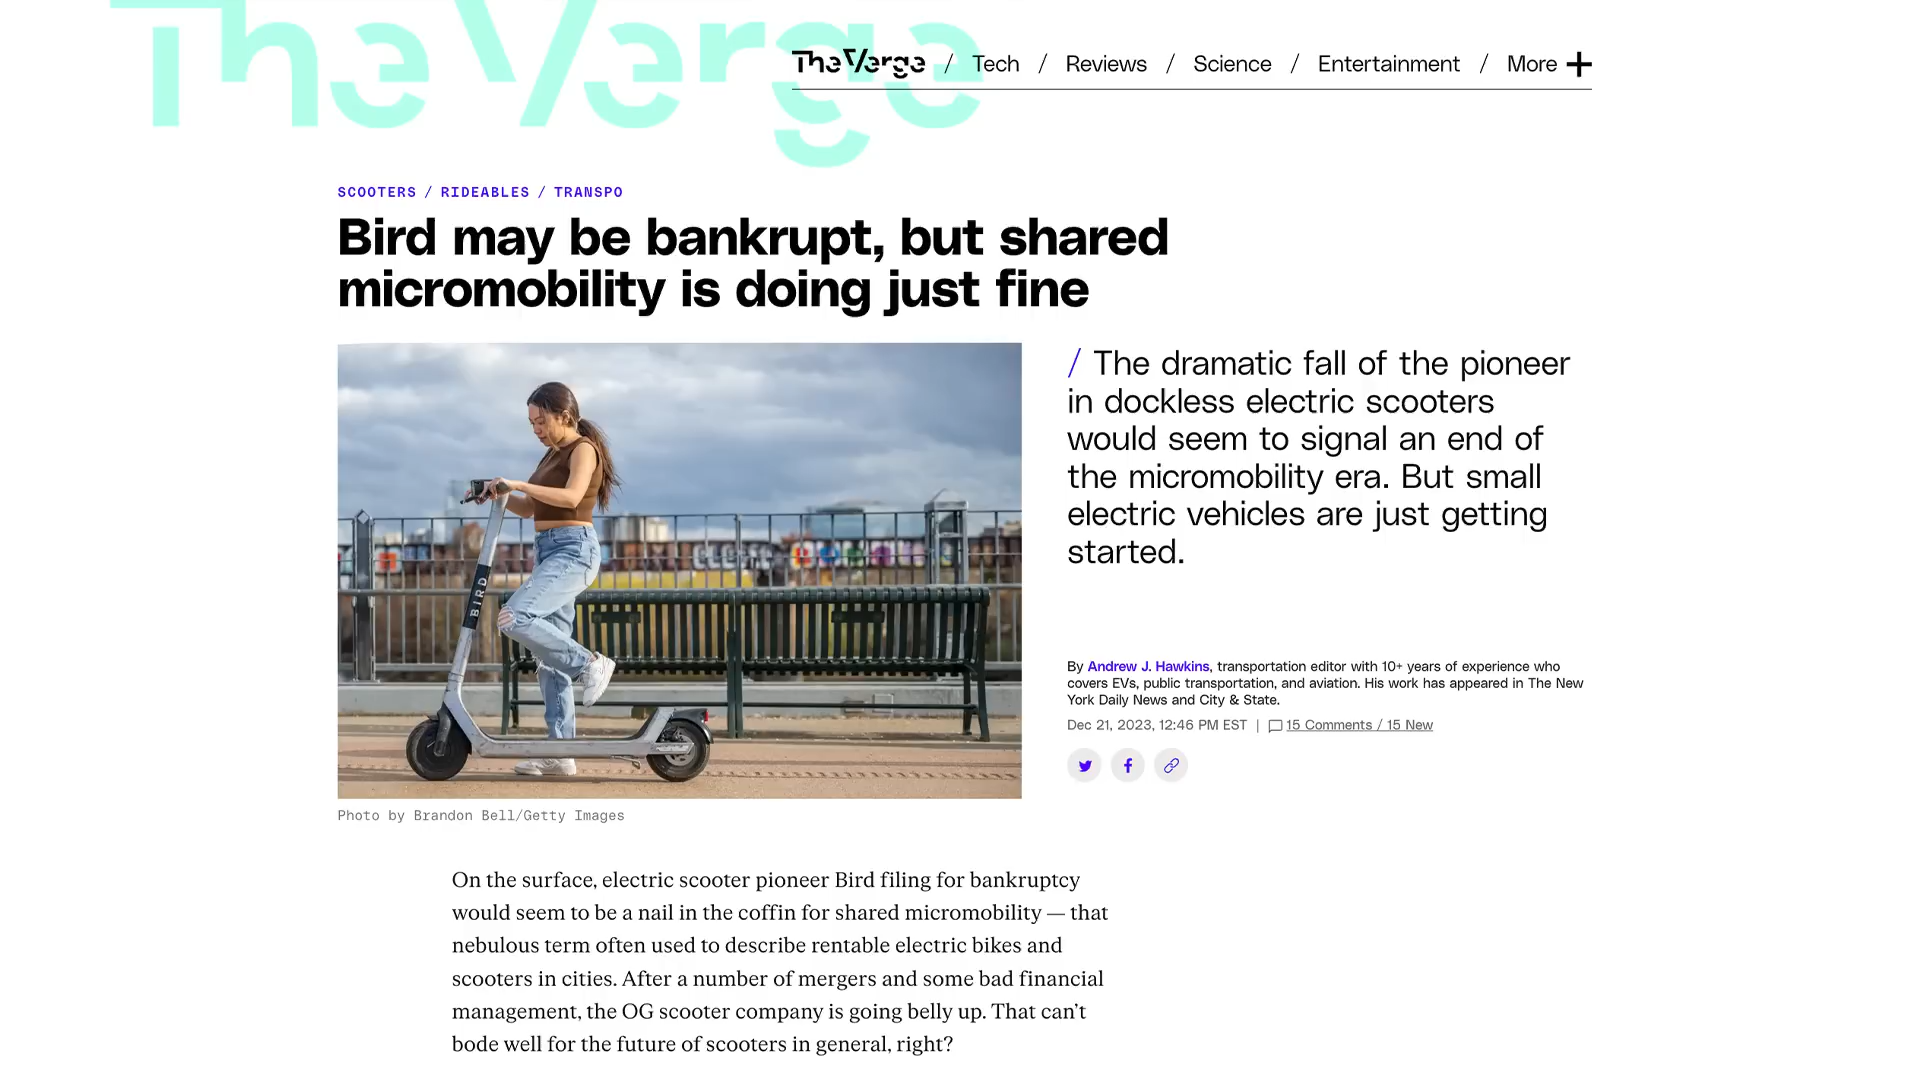 The Verge
The Verge / Tech / Reviews / Science / Entertainment / More
SCOOTERS / RIDEABLES / TRANSPO
Bird may be bankrupt, but shared
micromobility is doing just fine
BIRD
/ The dramatic fall of the pioneer
in dockless electric scooters
would seem to signal an end of
the micromobility era. But small
electric vehicles are just getting
started.
By Andrew J. Hawkins, transportation editor with 10+ years of experience who
covers EVs, public transportation, and aviation. His work has appeared in The New
York Daily News and City & State.
Dec 21, 2023, 12:46 PM EST | 15 Comments / 15 New
Photo by Brandon Bell/Getty Images
On the surface, electric scooter pioneer Bird filing for bankruptcy
would seem to be a nail in the coffin for shared micromobility — that
nebulous term often used to describe rentable electric bikes and
scooters in cities. After a number of mergers and some bad financial
management, the OG scooter company is going belly up. That can’t
bode well for the future of scooters in general, right?